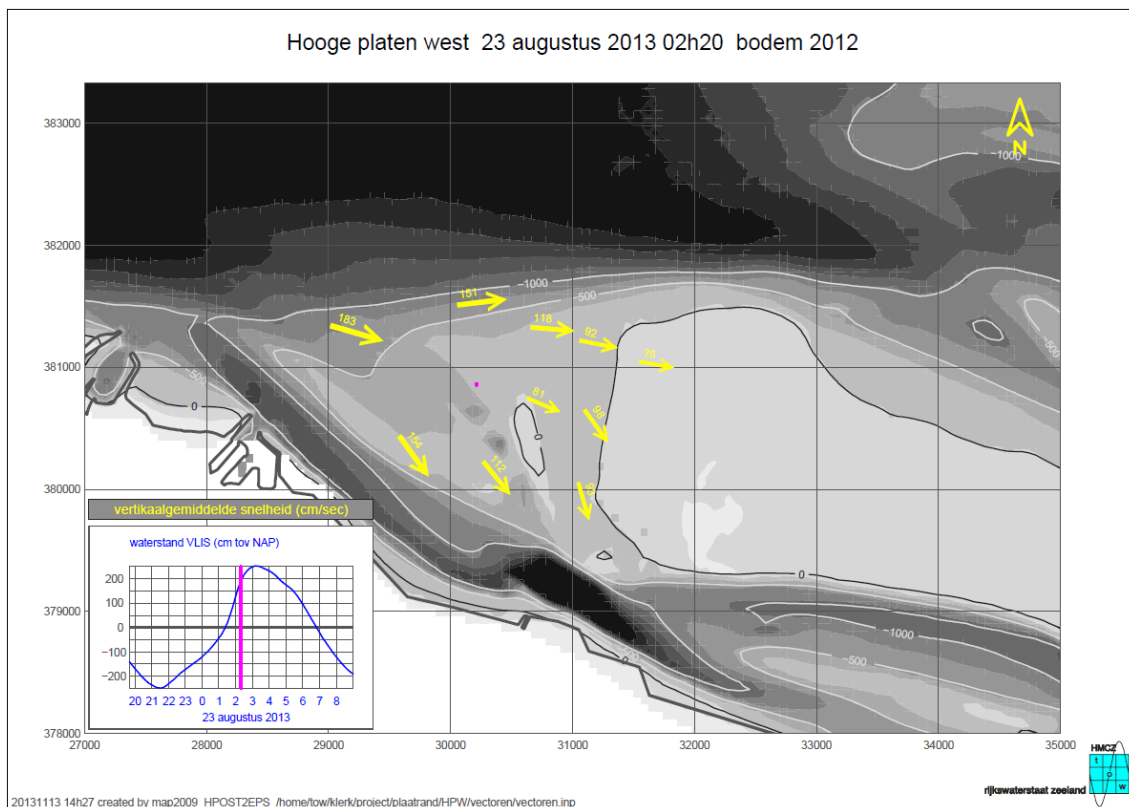 Hooge platen west 23 augustus 2013 02h20 bodem 2012
383000
382000
381000
380000
379000
378000
27000 28000 29000 30000 31000 32000 33000 34000 35000
N
−1000
−1000
−500
151
183
118
92
78
−500
0
81
98
0
154
112
0
−1000
−500
0
vertikaalgemiddelde snelheid (cm/sec)
waterstand VLIS (cm tov NAP)
200
100
0
−100
−200
20 21 22 23 0 1 2 3 4 5 6 7 8
23 augustus 2013
HMCZ
t
o
w
rijkswaterstaat zeeland
20131113 14h27 created by map2009 HPOST2EPS /home/tow/klerk/project/plaatrand/HPW/vectoren/vectoren.inp